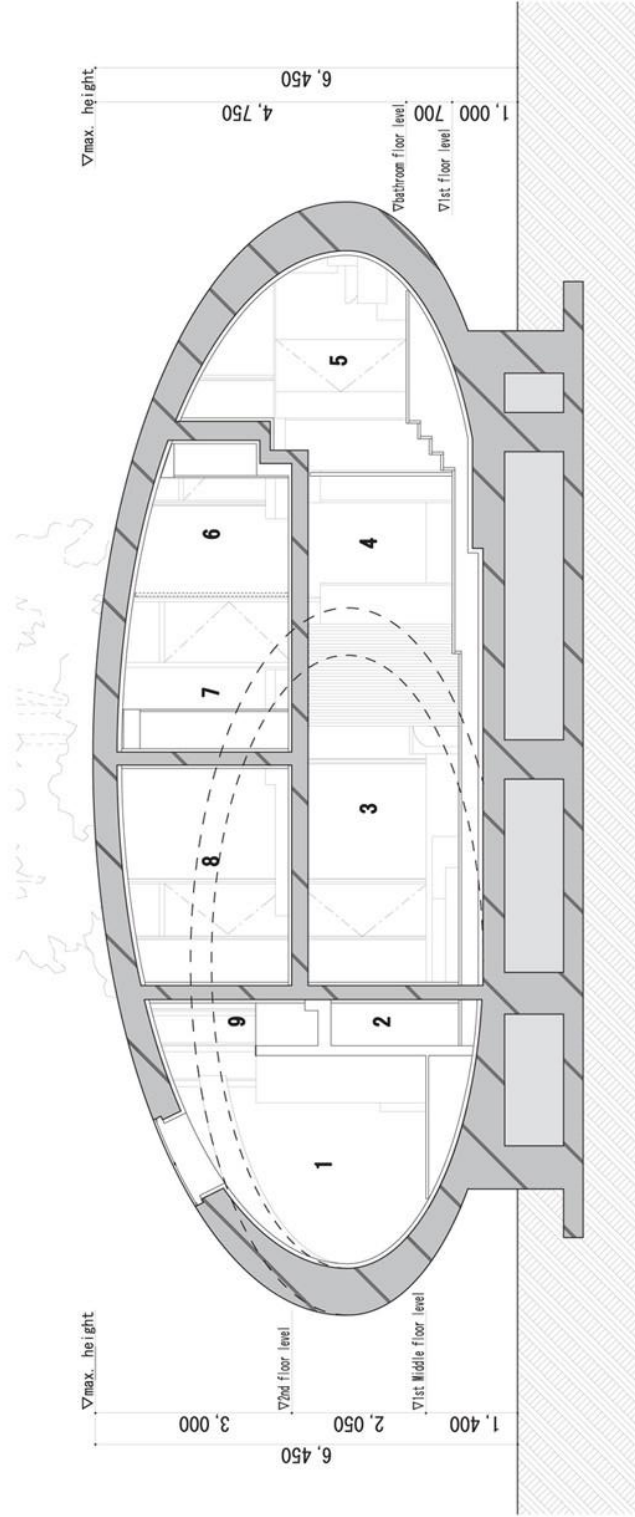 ▽max. height
3,000
6,450
▽2nd floor level
2,050
▽1st Middle floor level
1,400
1
2
9
8
3
7
6
4
5
▽max. height
4,750
6,450
▽bathroom floor level
700
▽1st floor level
1,000